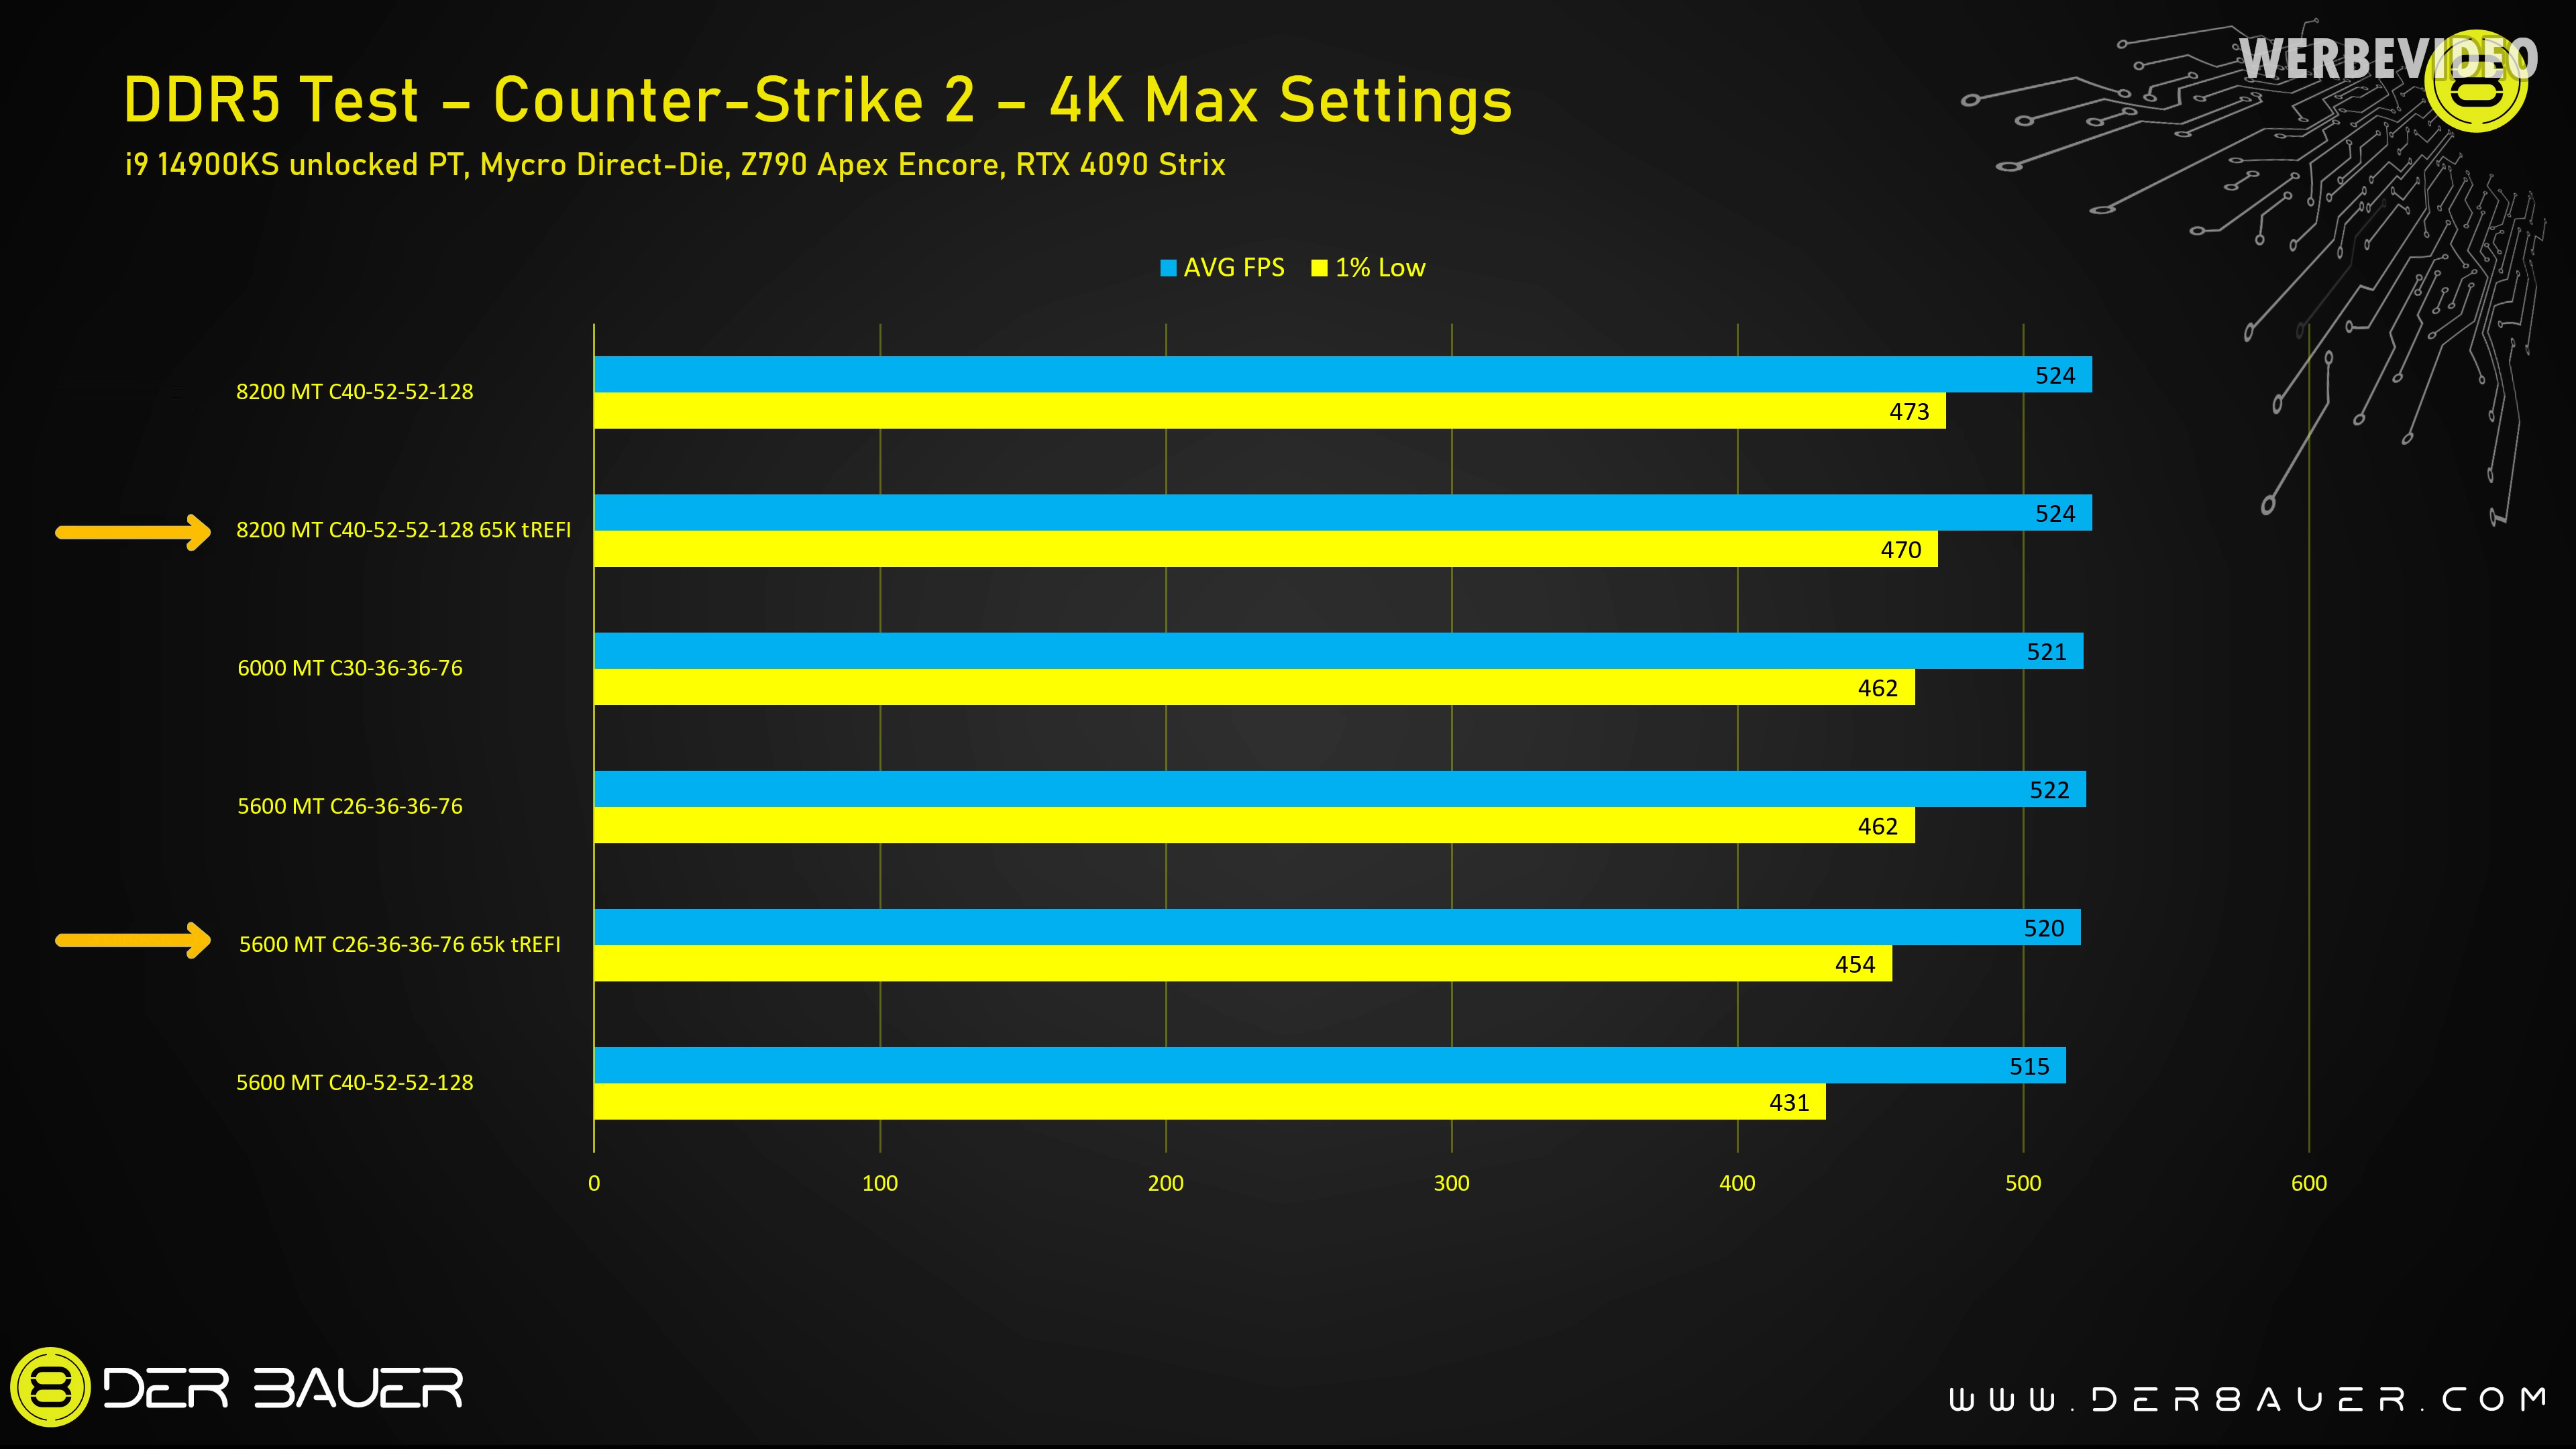 WERBEVIDEO
DDR5 Test – Counter-Strike 2 – 4K Max Settings
i9 14900KS unlocked PT, Mycro Direct-Die, Z790 Apex Encore, RTX 4090 Strix
AVG FPS 1% Low
8200 MT C40-52-52-128
524
473
8200 MT C40-52-52-128 65K tREFI
524
470
6000 MT C30-36-36-76
521
462
5600 MT C26-36-36-76
522
462
5600 MT C26-36-36-76 65k tREFI
520
454
5600 MT C40-52-52-128
515
431
0 100 200 300 400 500 600
DER 8AUER
WWW.DER8AUER.COM